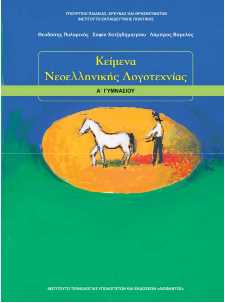 ΥΠΟΥΡΓΕΙΟ ΠΑΙΔΕΙΑΣ, ΕΡΕΥΝΑΣ ΚΑΙ ΘΡΗΣΚΕΥΜΑΤΩΝ
ΙΝΣΤΙΤΟΥΤΟ ΕΚΠΑΙΔΕΥΤΙΚΗΣ ΠΟΛΙΤΙΚΗΣ
Θεοδόσης Πυλαρινός Σοφία Χατζηδημητρίου Λάμπρος Βαρελάς
Κείμενα
Νεοελληνικής Λογοτεχνίας
Α΄ ΓΥΜΝΑΣΙΟΥ
ΙΝΣΤΙΤΟΥΤΟ ΤΕΧΝΟΛΟΓΙΑΣ ΥΠΟΛΟΓΙΣΤΩΝ ΚΑΙ ΕΚΔΟΣΕΩΝ «ΔΙΟΦΑΝΤΟΣ»